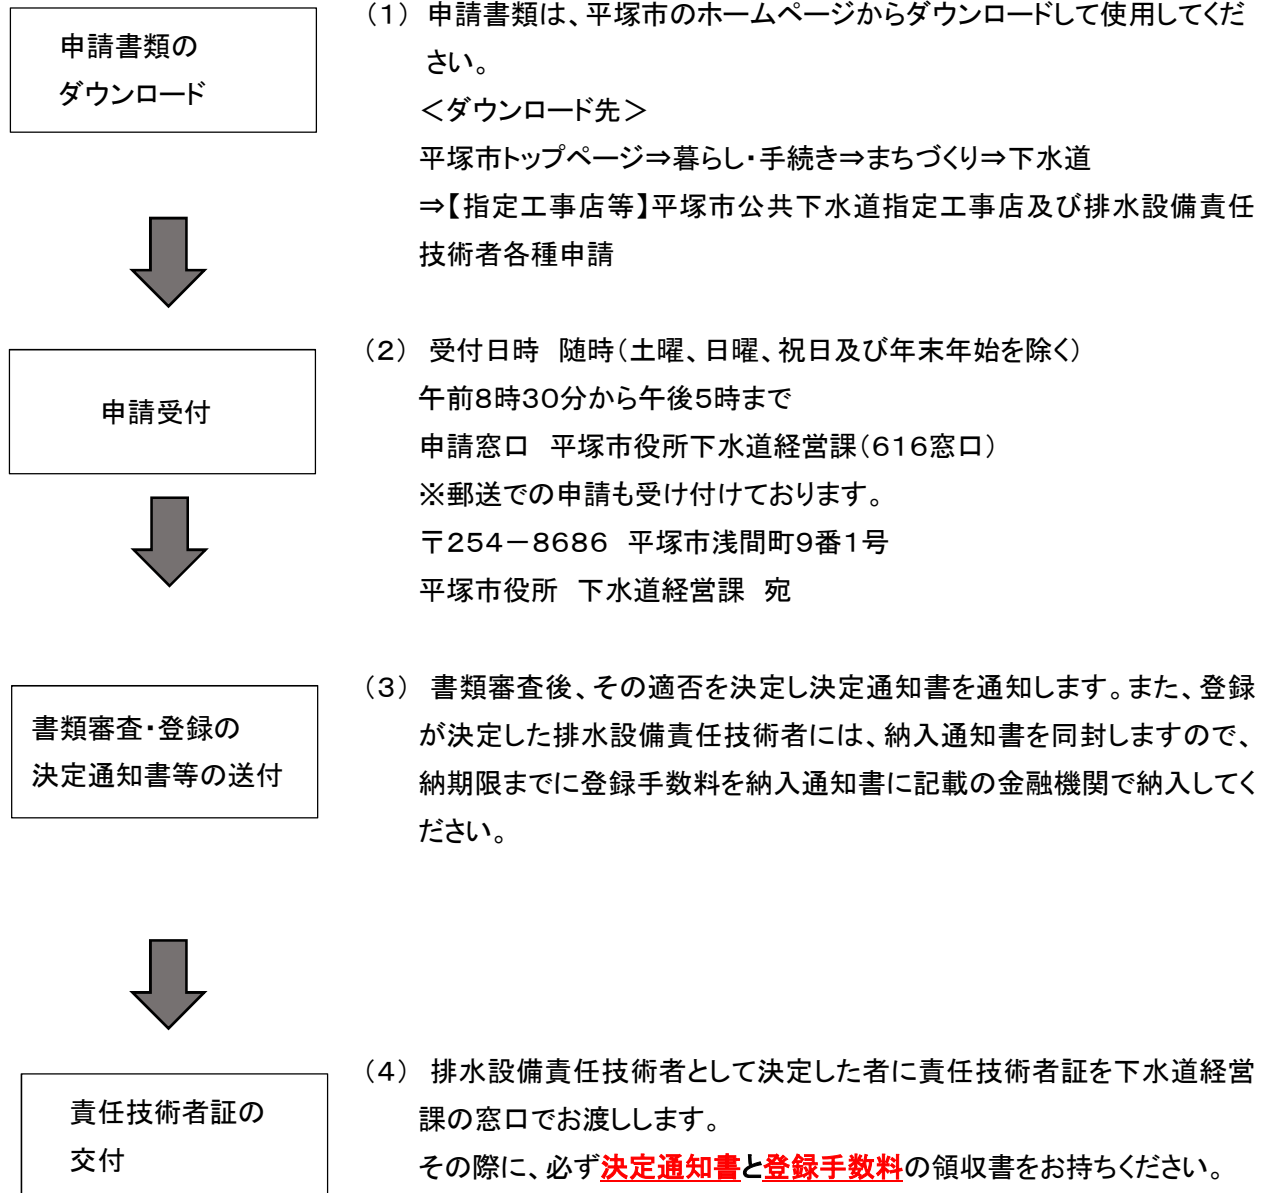 申請書類の
ダウンロード
（１） 申請書類は、平塚市のホームページからダウンロードして使用してくだ
さい。
＜ダウンロード先＞
平塚市トップページ⇒暮らし・手続き⇒まちづくり⇒下水道
⇒【指定工事店等】平塚市公共下水道指定工事店及び排水設備責任
技術者各種申請
申請受付
（２） 受付日時　随時（土曜、日曜、祝日及び年末年始を除く）
午前８時３０分から午後５時まで
申請窓口　平塚市役所下水道経営課（６１６窓口）
※郵送での申請も受け付けております。
〒２５４－８６８６　平塚市浅間町９番１号
平塚市役所　下水道経営課　宛
書類審査・登録の
決定通知書等の送付
（３） 書類審査後、その適否を決定し決定通知書を通知します。また、登録
が決定した排水設備責任技術者には、納入通知書を同封しますので、
納期限までに登録手数料を納入通知書に記載の金融機関で納入してく
ださい。
責任技術者証の
交付
（４） 排水設備責任技術者として決定した者に責任技術者証を下水道経営
課の窓口でお渡しします。
その際に、必ず決定通知書と登録手数料の領収書をお持ちください。